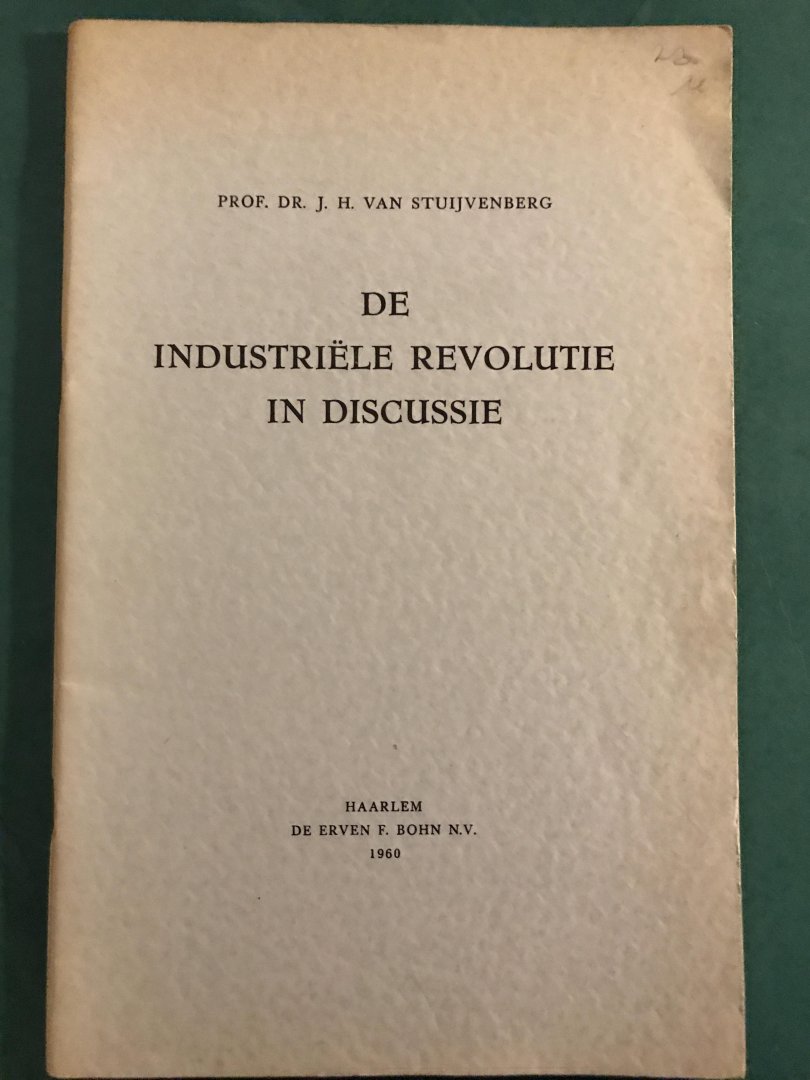 PROF. DR. J. H. VAN STUIJVENBERG
DE
INDUSTRIËLE REVOLUTIE
IN DISCUSSIE
HAARLEM
DE ERVEN F. BOHN N.V.
1960